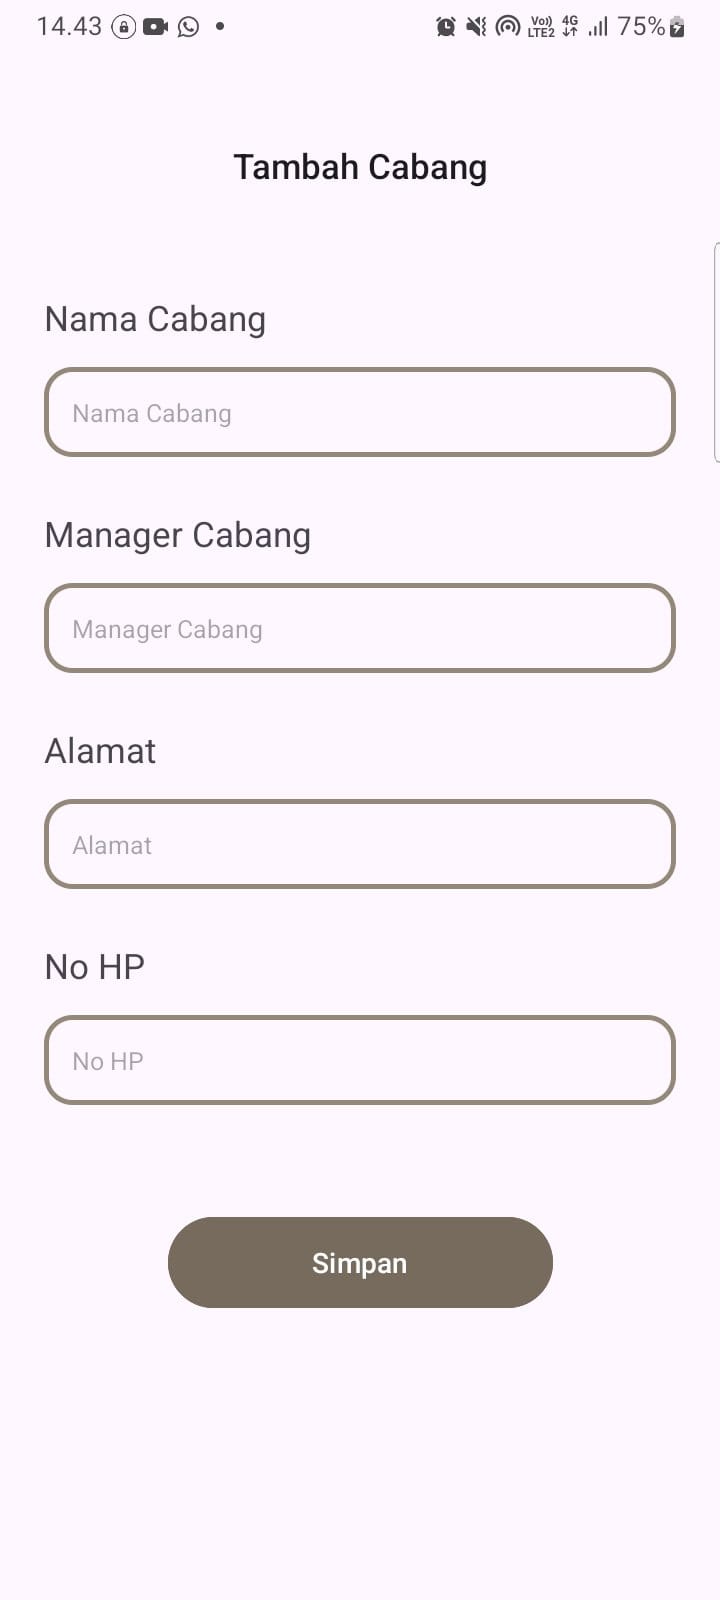 14.43 Vo)) LTE2 4G 75%
Tambah Cabang
Nama Cabang
Nama Cabang
Manager Cabang
Manager Cabang
Alamat
Alamat
No HP
No HP
Simpan